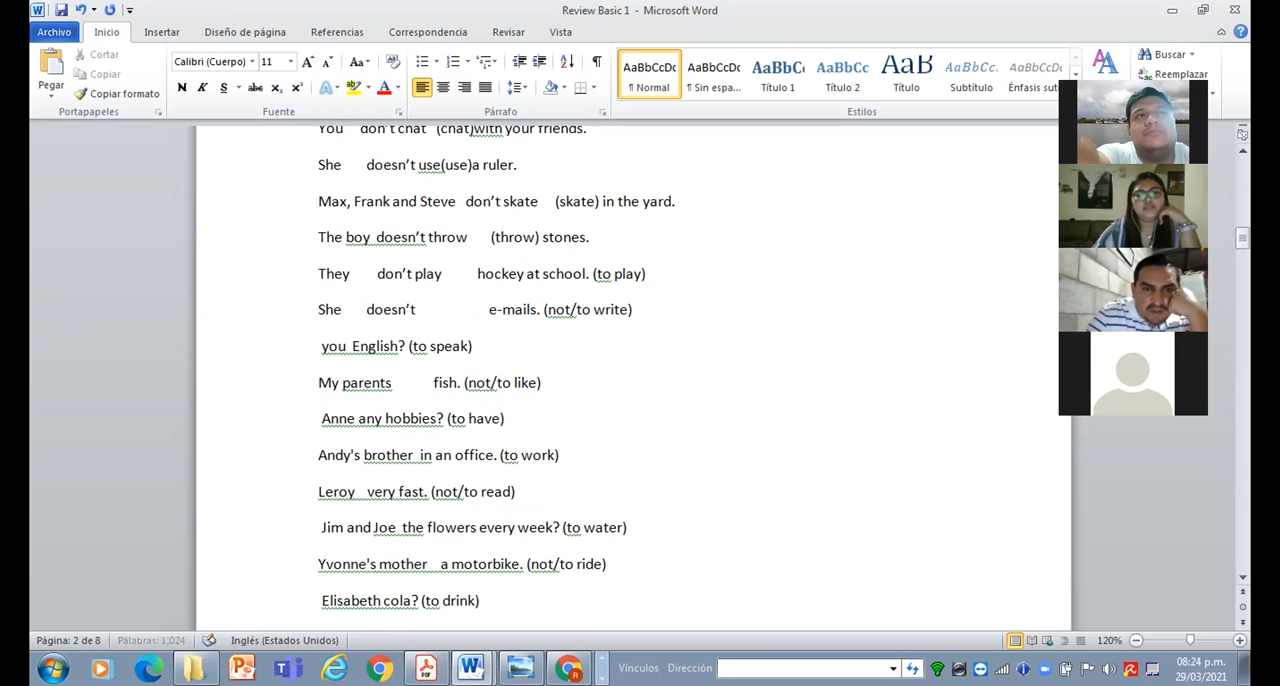 Review Basic 1 - Microsoft Word
Archivo Inicio Insertar Diseño de página Referencias Correspondencia Revisar Vista
Pegar Cortar Copiar Copiar formato
Calibri (Cuerpo) 11
AaBbCcDc AaBbCcDc AaBbC AaBbCc AaB AaBbCc. AaBbCcDc
¶ Normal ¶ Sin espa... Título 1 Título 2 Título Subtítulo Énfasis sut
Buscar
Reemplazar
Portapapeles Fuente Párrafo Estilos
You don't chat (chat)with your friends.
She doesn't use(use)a ruler.
Max, Frank and Steve don't skate (skate) in the yard.
The boy doesn't throw (throw) stones.
They don't play hockey at school. (to play)
She doesn't e-mails. (not/to write)
you English? (to speak)
My parents fish. (not/to like)
Anne any hobbies? (to have)
Andy's brother in an office. (to work)
Leroy very fast. (not/to read)
Jim and Joe the flowers every week? (to water)
Yvonne's mother a motorbike. (not/to ride)
Elisabeth cola? (to drink)
Página: 2 de 8 Palabras: 1,024 Inglés (Estados Unidos) 120%
Vínculos Dirección
08:24 p.m.
29/03/2021